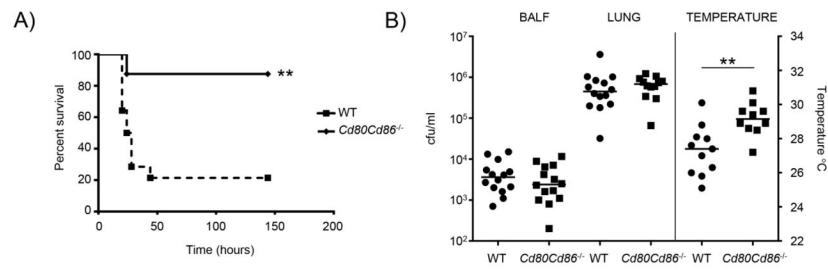 A)
100
80
60
40
20
0
Percent survival
0 50 100 150 200
Time (hours)
**
WT
Cd80Cd86-/-
B)
BALF LUNG TEMPERATURE
10⁷
10⁶
10⁵
10⁴
10³
10²
cfu/ml
**
34
32
30
28
26
24
22
Temperature °C
WT Cd80Cd86-/- WT Cd80Cd86-/- WT Cd80Cd86-/-